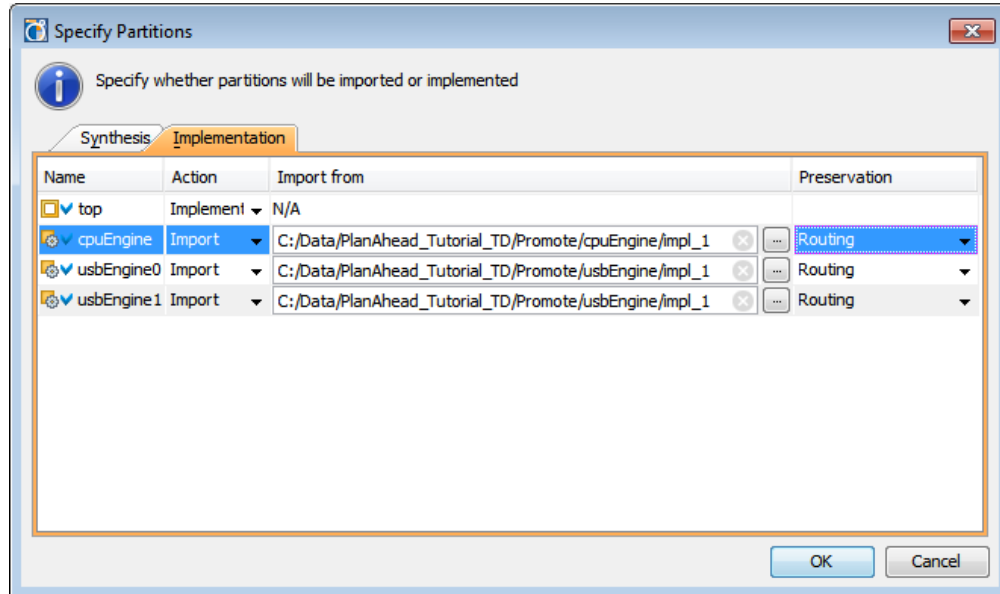 Specify Partitions
Specify whether partitions will be imported or implemented
Synthesis Implementation
Name Action Import from Preservation
top Implement N/A
cpuEngine Import C:/Data/PlanAhead_Tutorial_TD/Promote/cpuEngine/impl_1 ... Routing
usbEngine0 Import C:/Data/PlanAhead_Tutorial_TD/Promote/usbEngine/impl_1 ... Routing
usbEngine1 Import C:/Data/PlanAhead_Tutorial_TD/Promote/usbEngine/impl_1 ... Routing
OK Cancel